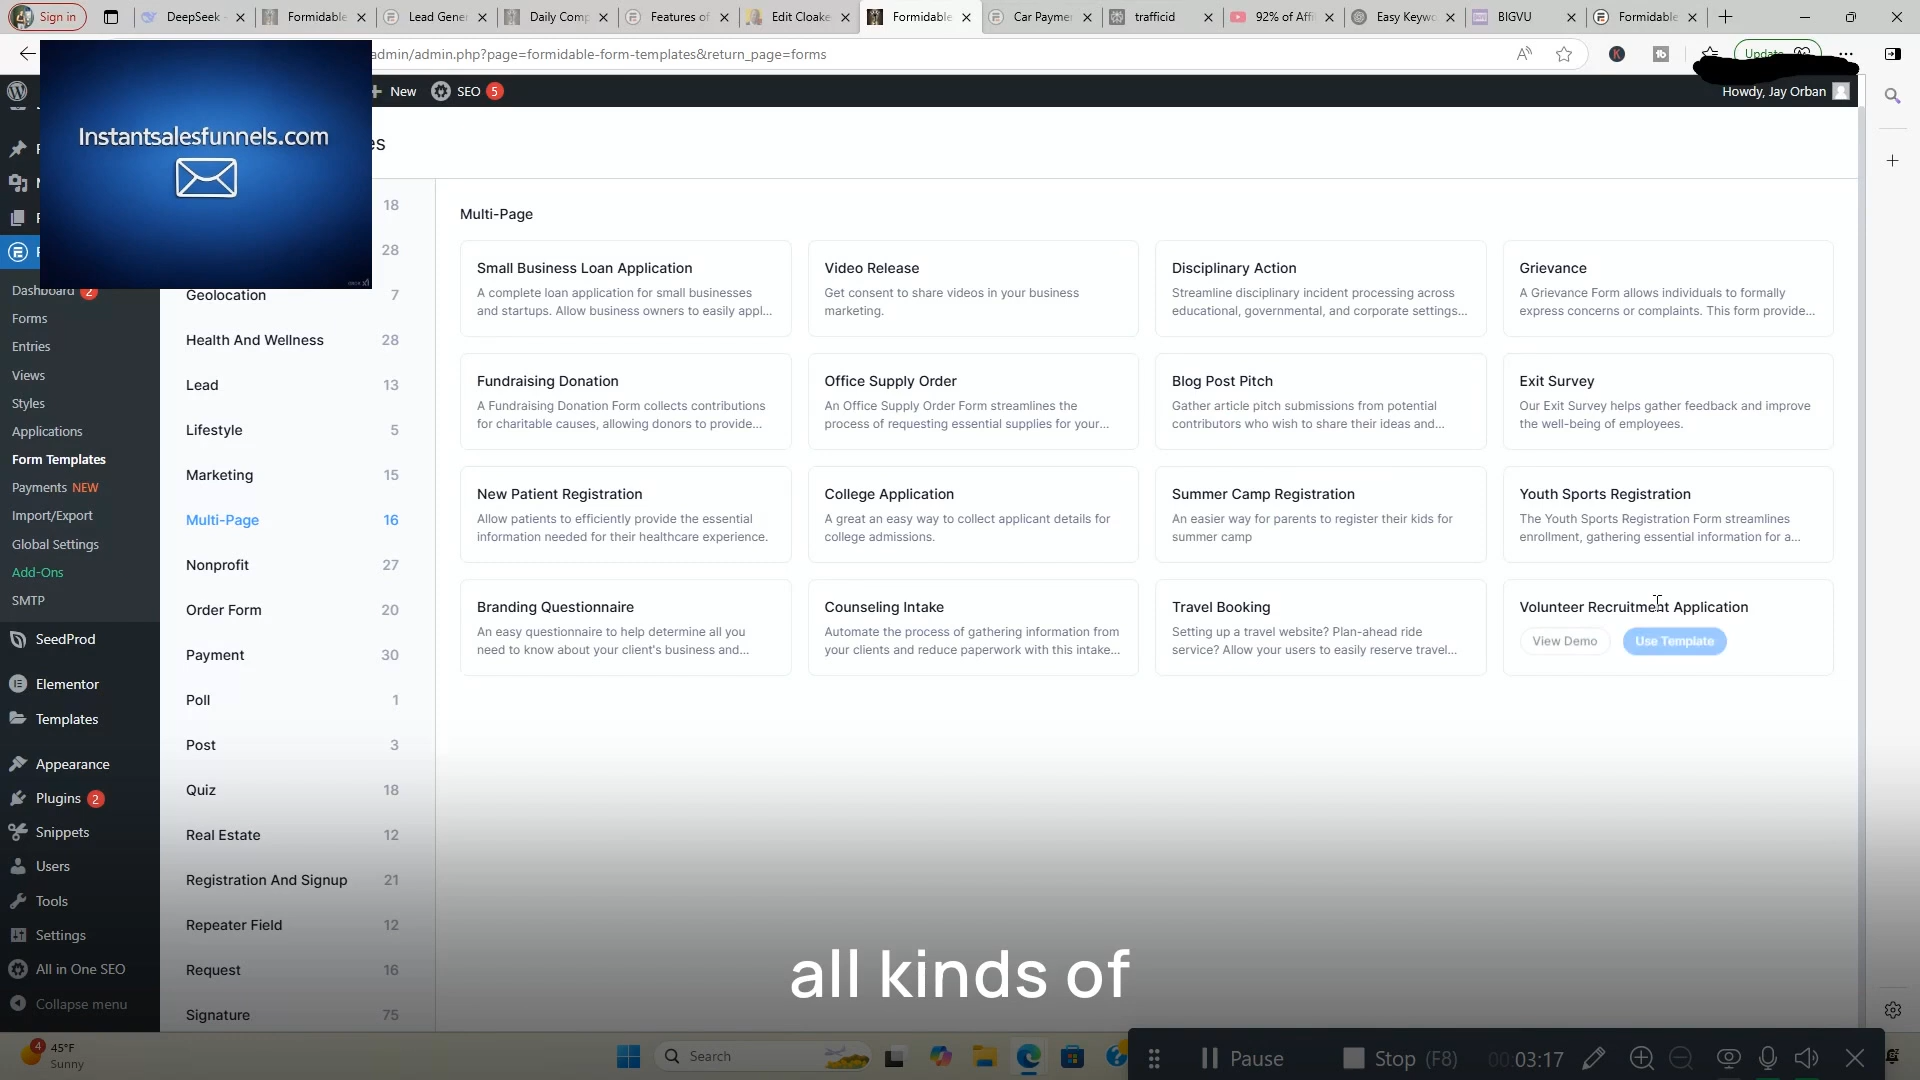 Sign in
DeepSeek -
Formidable
Lead Gener
Daily Comp
Features of
Edit Cloake
Formidable
Car Payme
trafficid
92% of Affi
Easy Keywo
BIGVU
Formidable
admin/admin.php?page=formidable-form-templates&return_page=forms
Update
New
SEO
5
Howdy, Jay Orban
Instantsalesfunnels.com
es
18
28
Geolocation 7
Health And Wellness 28
Lead 13
Lifestyle 5
Marketing 15
Multi-Page 16
Nonprofit 27
Order Form 20
Payment 30
Poll 1
Post 3
Quiz 18
Real Estate 12
Registration And Signup 21
Repeater Field 12
Request 16
Signature 75
Dashboard 2
Forms
Entries
Views
Styles
Applications
Form Templates
Payments NEW
Import/Export
Global Settings
Add-Ons
SMTP
SeedProd
Elementor
Templates
Appearance
Plugins 2
Snippets
Users
Tools
Settings
All in One SEO
Collapse menu
Multi-Page
Small Business Loan Application
A complete loan application for small businesses
and startups. Allow business owners to easily appl...
Video Release
Get consent to share videos in your business
marketing.
Disciplinary Action
Streamline disciplinary incident processing across
educational, governmental, and corporate settings...
Grievance
A Grievance Form allows individuals to formally
express concerns or complaints. This form provide...
Fundraising Donation
A Fundraising Donation Form collects contributions
for charitable causes, allowing donors to provide...
Office Supply Order
An Office Supply Order Form streamlines the
process of requesting essential supplies for your...
Blog Post Pitch
Gather article pitch submissions from potential
contributors who wish to share their ideas and...
Exit Survey
Our Exit Survey helps gather feedback and improve
the well-being of employees.
New Patient Registration
Allow patients to efficiently provide the essential
information needed for their healthcare experience.
College Application
A great an easy way to collect applicant details for
college admissions.
Summer Camp Registration
An easier way for parents to register their kids for
summer camp
Youth Sports Registration
The Youth Sports Registration Form streamlines
enrollment, gathering essential information for a...
Branding Questionnaire
An easy questionnaire to help determine all you
need to know about your client's business and...
Counseling Intake
Automate the process of gathering information from
your clients and reduce paperwork with this intake...
Travel Booking
Setting up a travel website? Plan-ahead ride
service? Allow your users to easily reserve travel...
Volunteer Recruitment Application
View Demo
Use Template
all kinds of
4
45°F
Sunny
Search
Pause
Stop (F8)
00:03:17